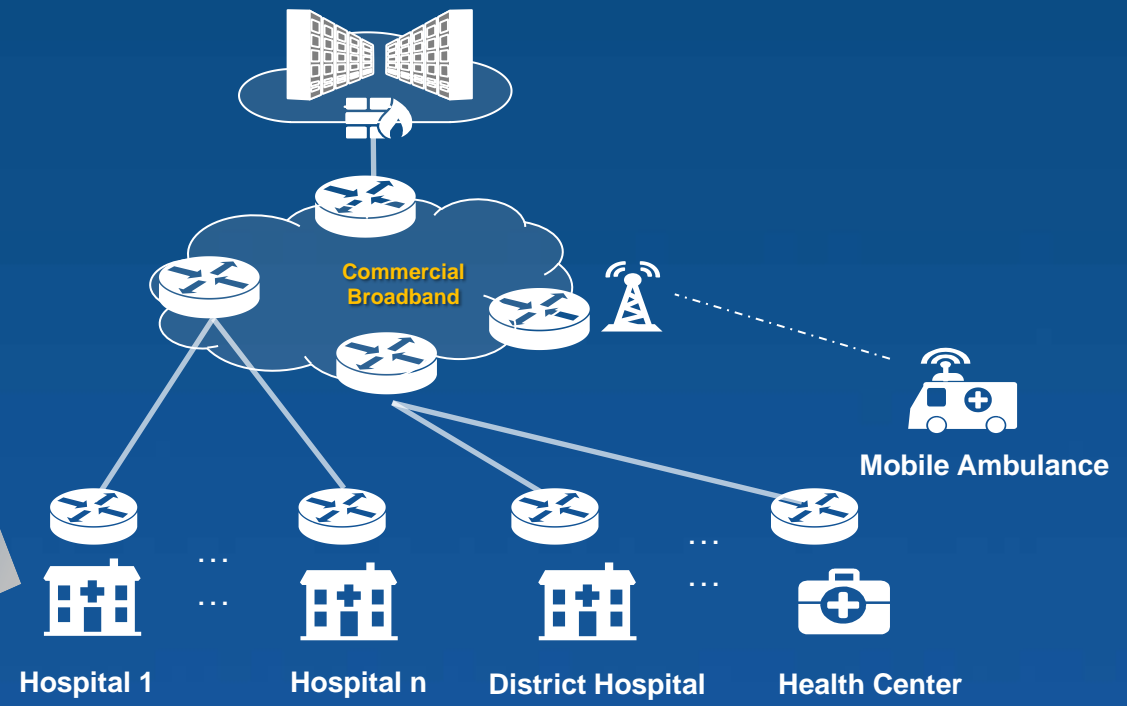 Commercial
Broadband
Mobile Ambulance
...
...
...
...
Hospital 1
Hospital n
District Hospital
Health Center